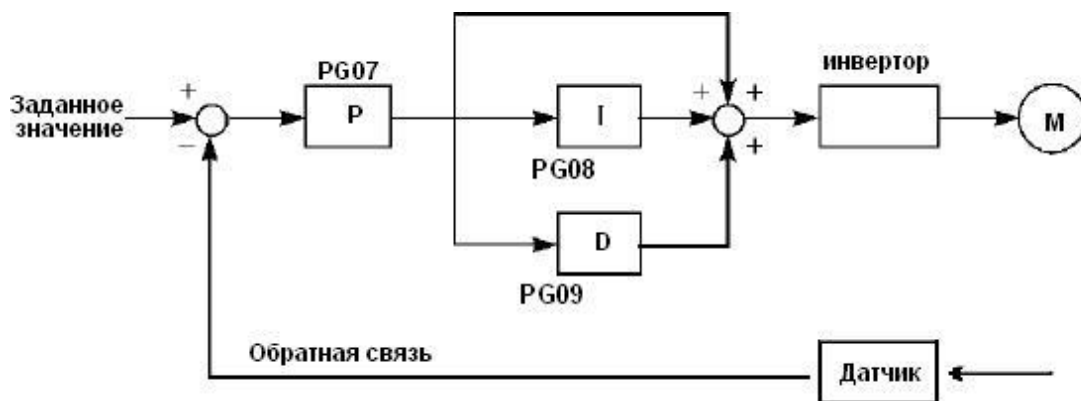 PG07
инвертор
+
Заданное
значение
P
+
+
I
M
−
+
PG08
D
PG09
Обратная связь
Датчик